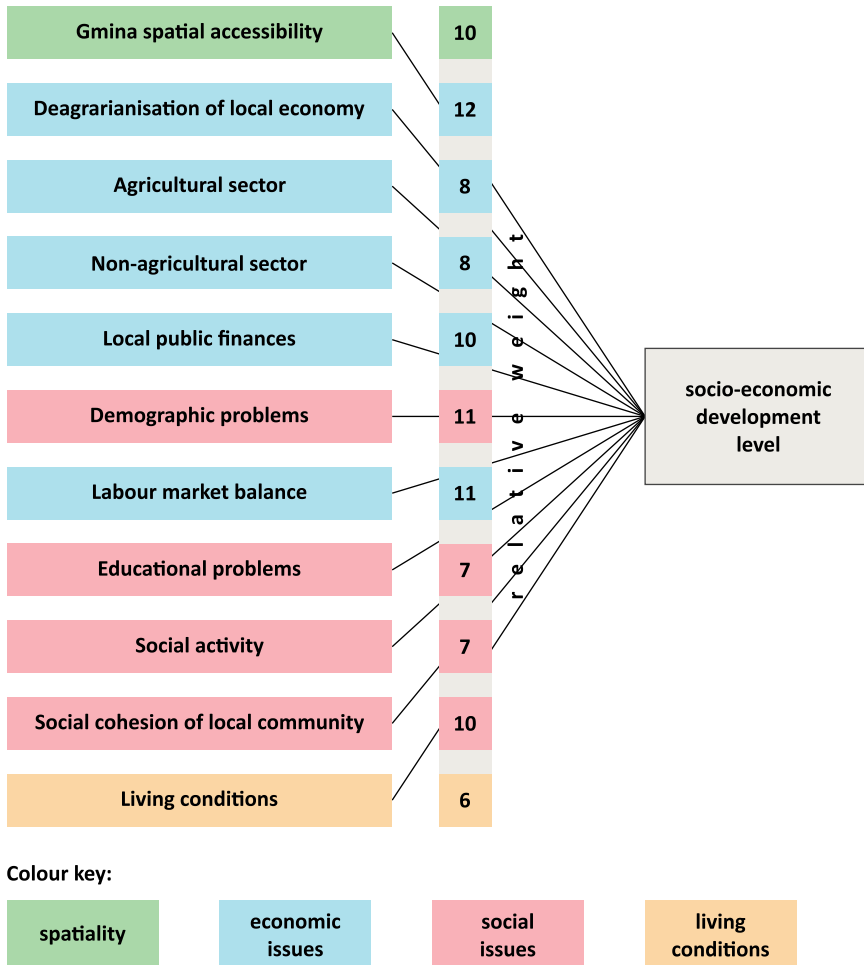 Gmina spatial accessibility
10
Deagrarianisation of local economy
12
Agricultural sector
8
Non-agricultural sector
8
Local public finances
10
Demographic problems
11
Labour market balance
11
Educational problems
7
Social activity
7
Social cohesion of local community
10
Living conditions
6
relative weight
socio-economic
development
level
Colour key:
spatiality
economic
issues
social
issues
living
conditions